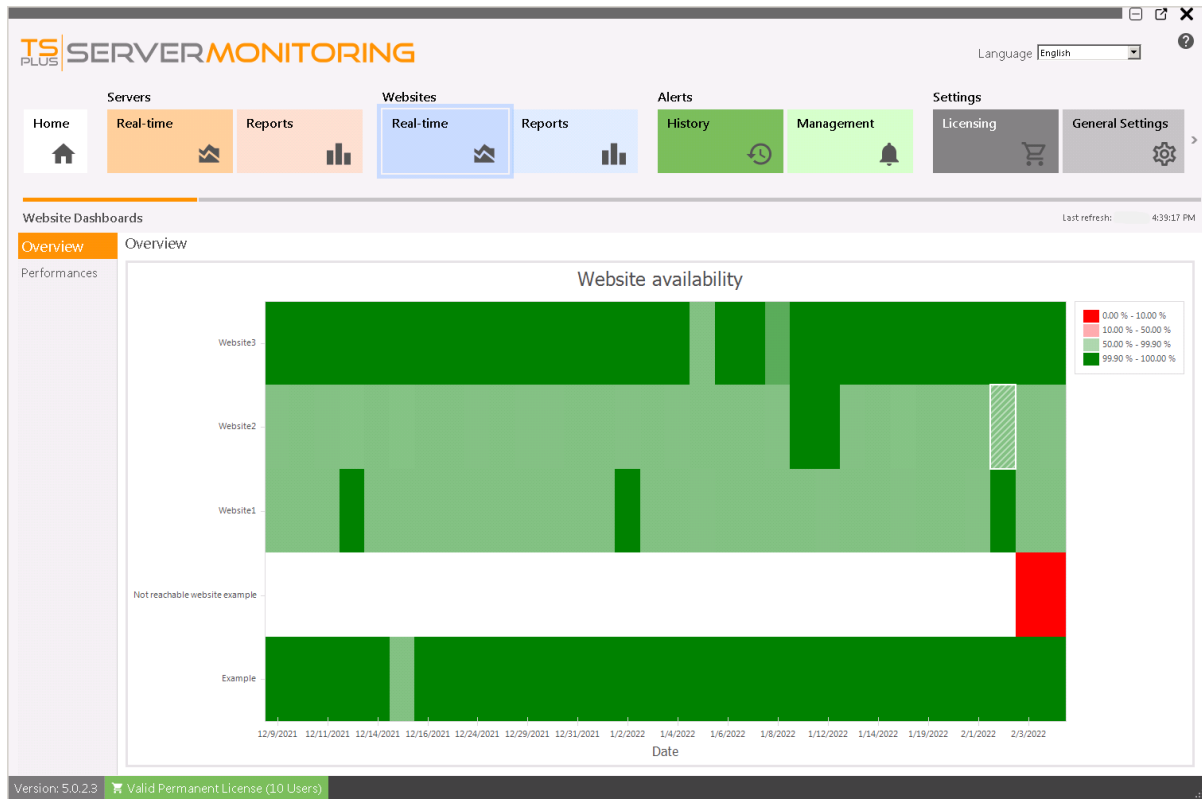 TS PLUS SERVERMONITORING
Language English
Servers
Websites
Alerts
Settings
Home
Real-time
Reports
Real-time
Reports
History
Management
Licensing
General Settings
Website Dashboards
Last refresh: 4:39:17 PM
Overview
Performances
Overview
Website availability
0.00 % - 10.00 %
10.00 % - 50.00 %
50.00 % - 99.90 %
99.90 % - 100.00 %
Website3
Website2
Website1
Not reachable website example
Example
12/9/2021 12/11/2021 12/14/2021 12/16/2021 12/24/2021 12/29/2021 12/31/2021 1/2/2022 1/4/2022 1/6/2022 1/8/2022 1/12/2022 1/14/2022 1/19/2022 2/1/2022 2/3/2022
Date
Version: 5.0.2.3
Valid Permanent License (10 Users)